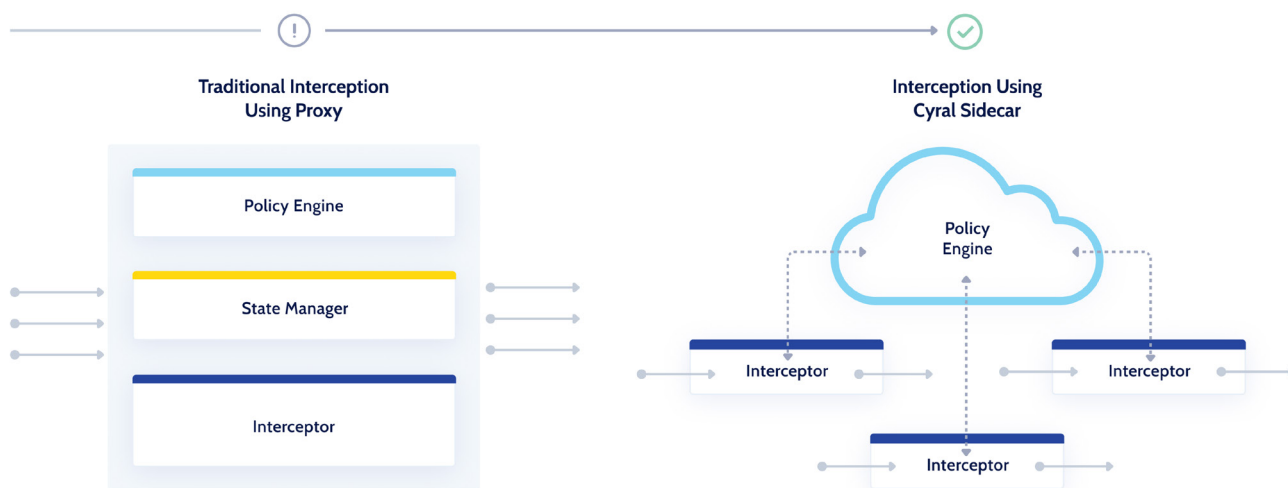 Traditional Interception
Using Proxy
Policy Engine
State Manager
Interceptor
Interception Using
Cyral Sidecar
Policy
Engine
Interceptor
Interceptor
Interceptor